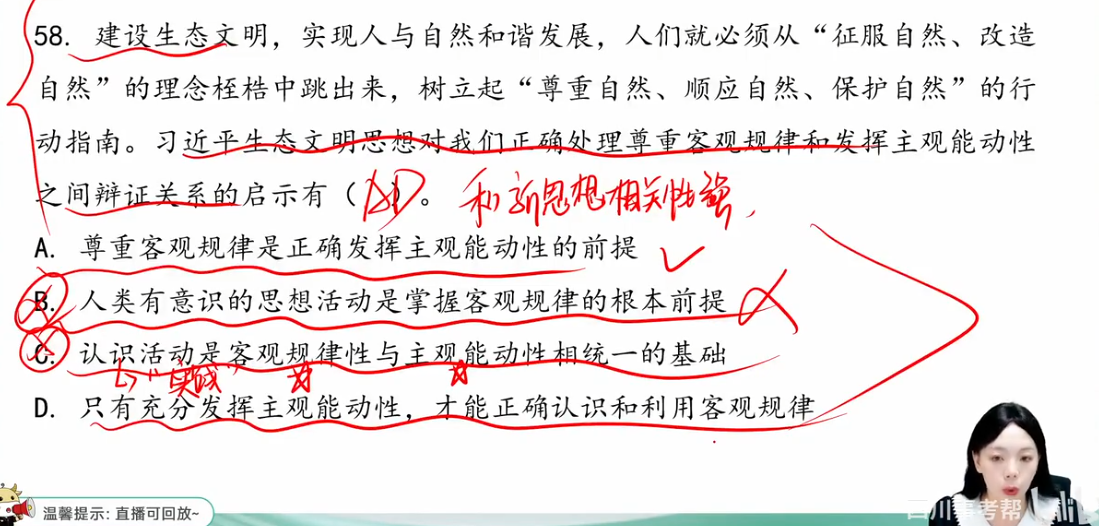 58. 建设生态文明，实现人与自然和谐发展，人们就必须从“征服自然、改造
自然”的理念桎梏中跳出来，树立起“尊重自然、顺应自然、保护自然”的行
动指南。习近平生态文明思想对我们正确处理尊重客观规律和发挥主观能动性
之间辩证关系的启示有（AD）。 和新思想相关性强，
A. 尊重客观规律是正确发挥主观能动性的前提
B. 人类有意识的思想活动是掌握客观规律的根本前提
C. 认识活动是客观规律性与主观能动性相统一的基础
“实践”
D. 只有充分发挥主观能动性，才能正确认识和利用客观规律
温馨提示：直播可回放~
四川事考帮
bilibili